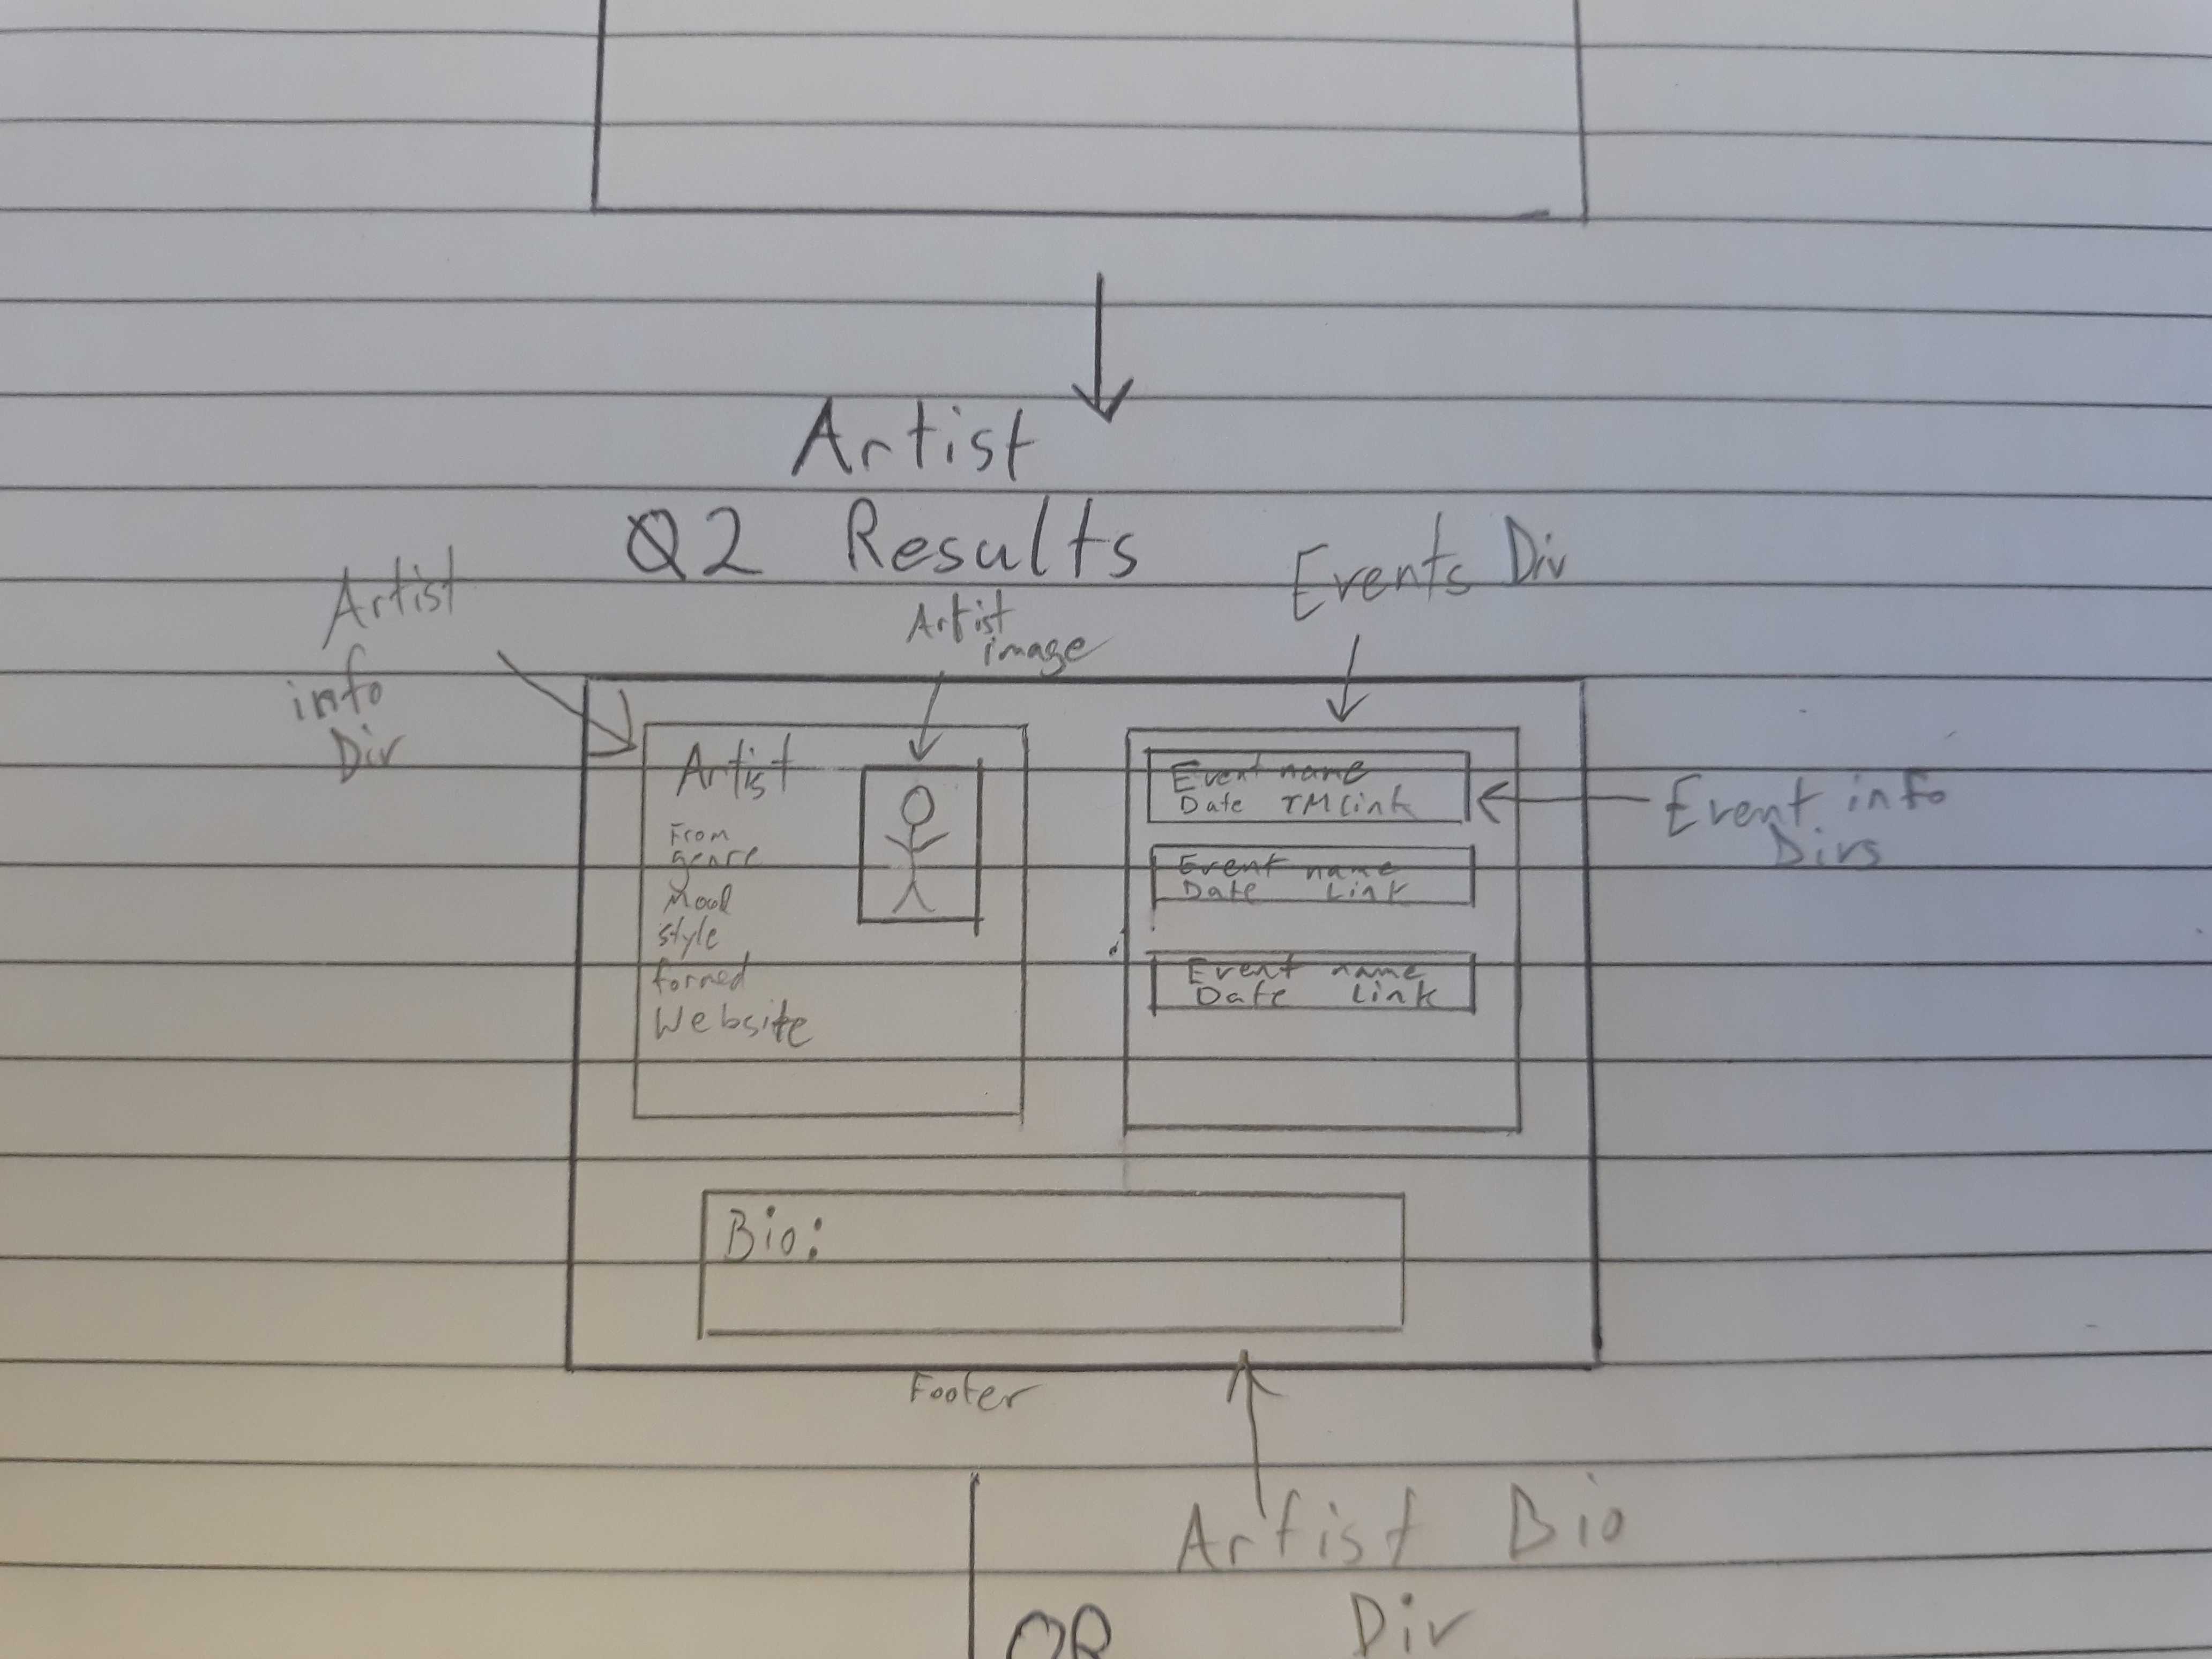 Artist
Q2 Results
Artist
info
Div
Artist
image
Events Div
Artist
From
genre
Mood
style
formed
Website
Event name
Date TM Link
Event name
Date Link
Event name
Date Link
Event info
Divs
Bio:
Footer
Artist Bio
Div
OR